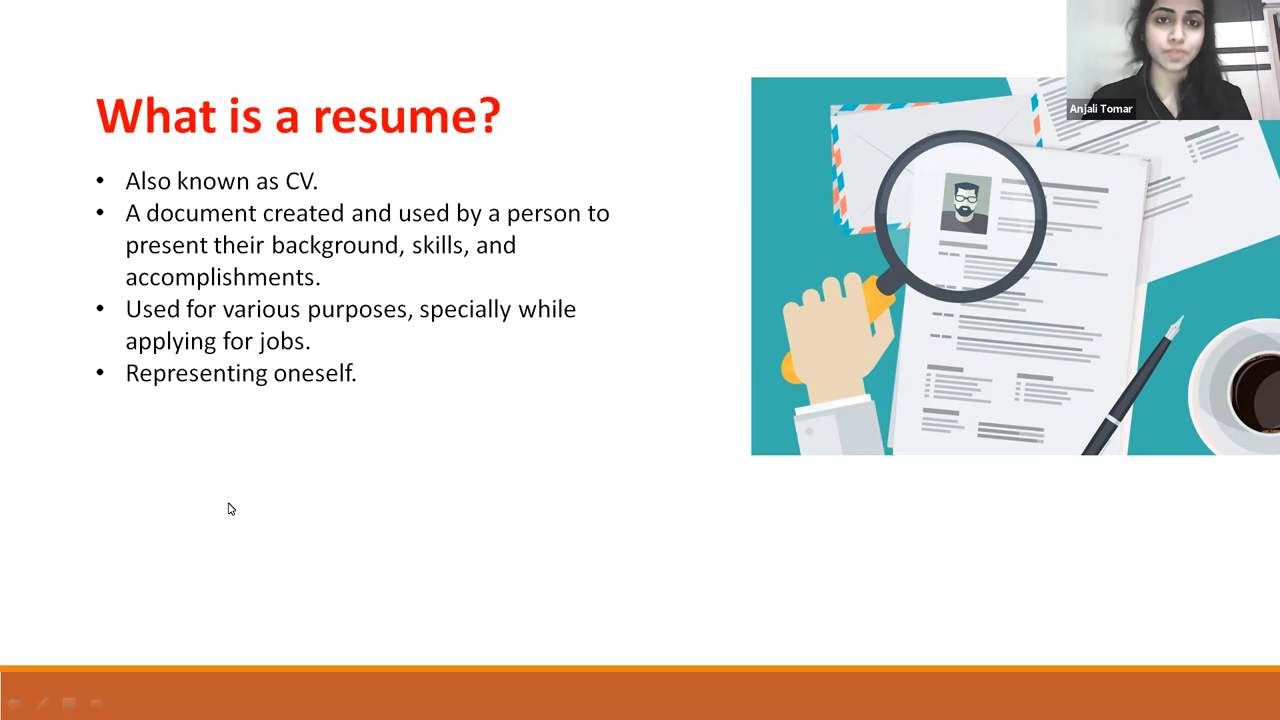 What is a resume?
• Also known as CV.
• A document created and used by a person to
present their background, skills, and
accomplishments.
• Used for various purposes, specially while
applying for jobs.
• Representing oneself.
Anjali Tomar